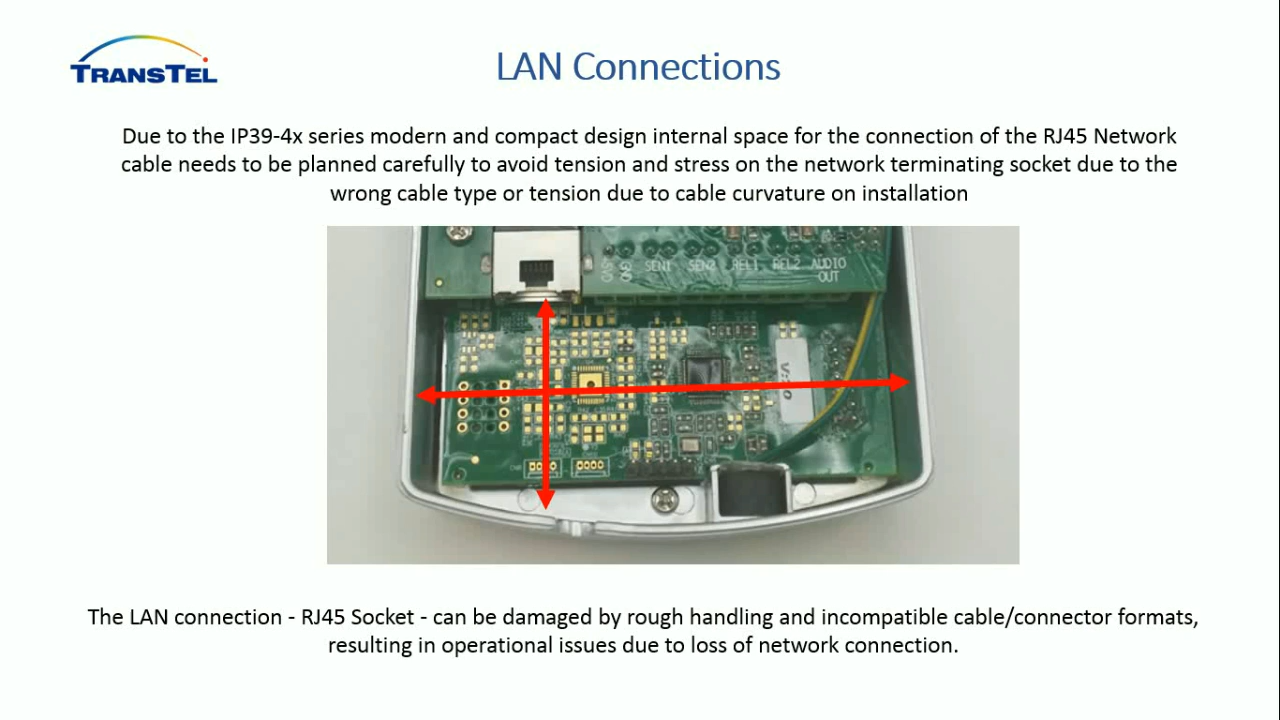 TRANSTEL
LAN Connections
Due to the IP39-4x series modern and compact design internal space for the connection of the RJ45 Network
cable needs to be planned carefully to avoid tension and stress on the network terminating socket due to the
wrong cable type or tension due to cable curvature on installation
GND SEN1 SEN2 REL1 REL2 AUDIO
OUT
The LAN connection - RJ45 Socket - can be damaged by rough handling and incompatible cable/connector formats,
resulting in operational issues due to loss of network connection.